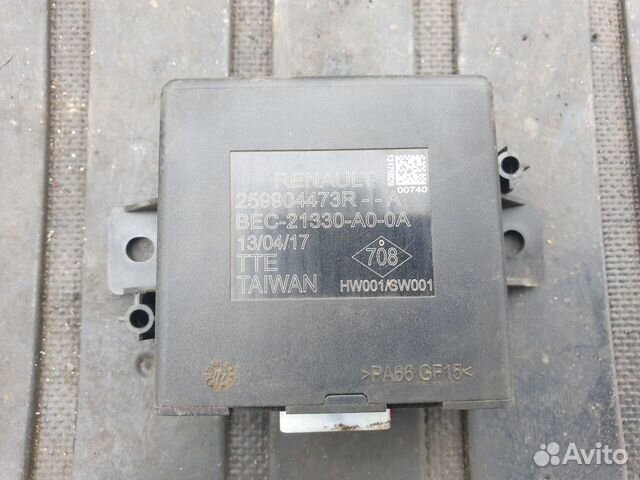 RENAULT
259904473R--A
BEC-21330-A0-0A
13/04/17
TTE
TAIWAN
00740
708
HW001/SW001
>PA66 GF15<
Avito